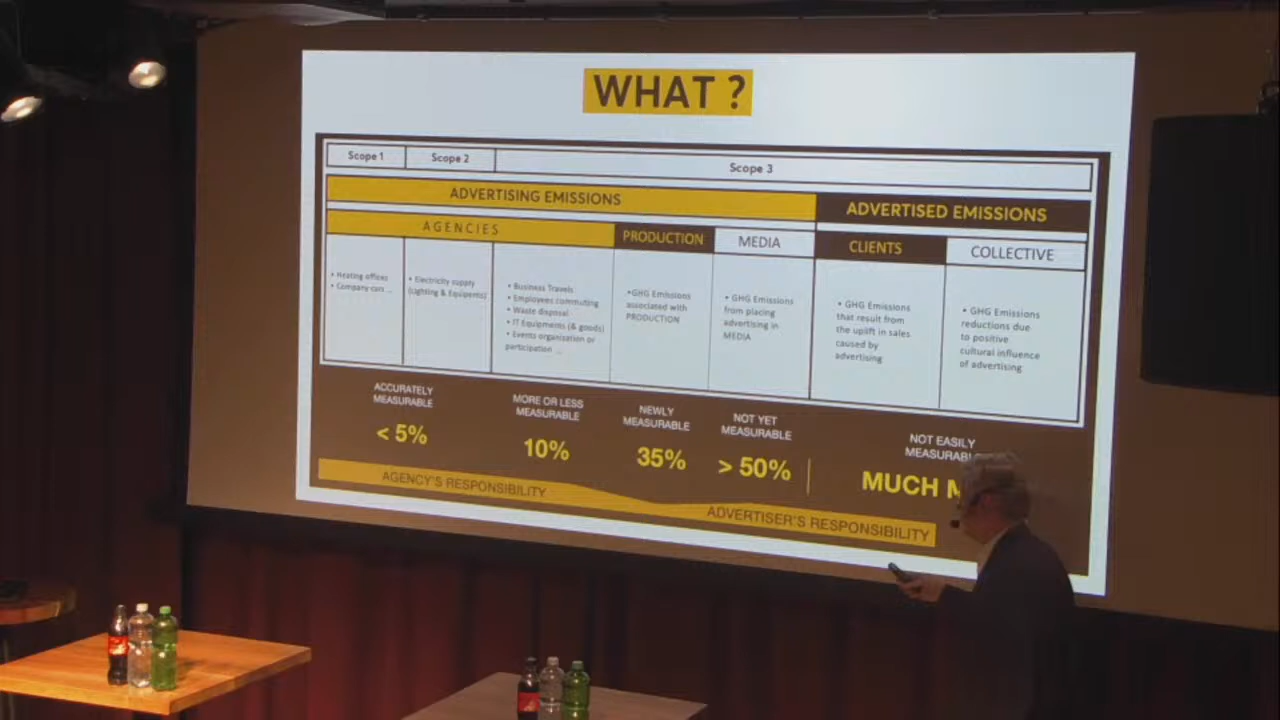 WHAT ?
Scope 1
Scope 2
Scope 3
ADVERTISING EMISSIONS
ADVERTISED EMISSIONS
AGENCIES
PRODUCTION
MEDIA
CLIENTS
COLLECTIVE
• Heating offices
• Company cars ...
• Electricity supply
(Lighting & Equipents)
• Business Travels
• Employees commuting
• Waste disposal
• IT Equipments (& goods)
• Events organisation or
participation ...
•GHG Emissions
associated with
PRODUCTION
• GHG Emissions
from placing
advertising in
MEDIA
• GHG Emissions
that result from
the uplift in sales
caused by
advertising
• GHG Emissions
reductions due
to positive
cultural influence
of advertising
ACCURATELY
MEASURABLE
< 5%
MORE OR LESS
MEASURABLE
10%
NEWLY
MEASURABLE
35%
NOT YET
MEASURABLE
> 50%
NOT EASILY
MUCH
AGENCY'S RESPONSIBILITY
ADVERTISER'S RESPONSIBILITY